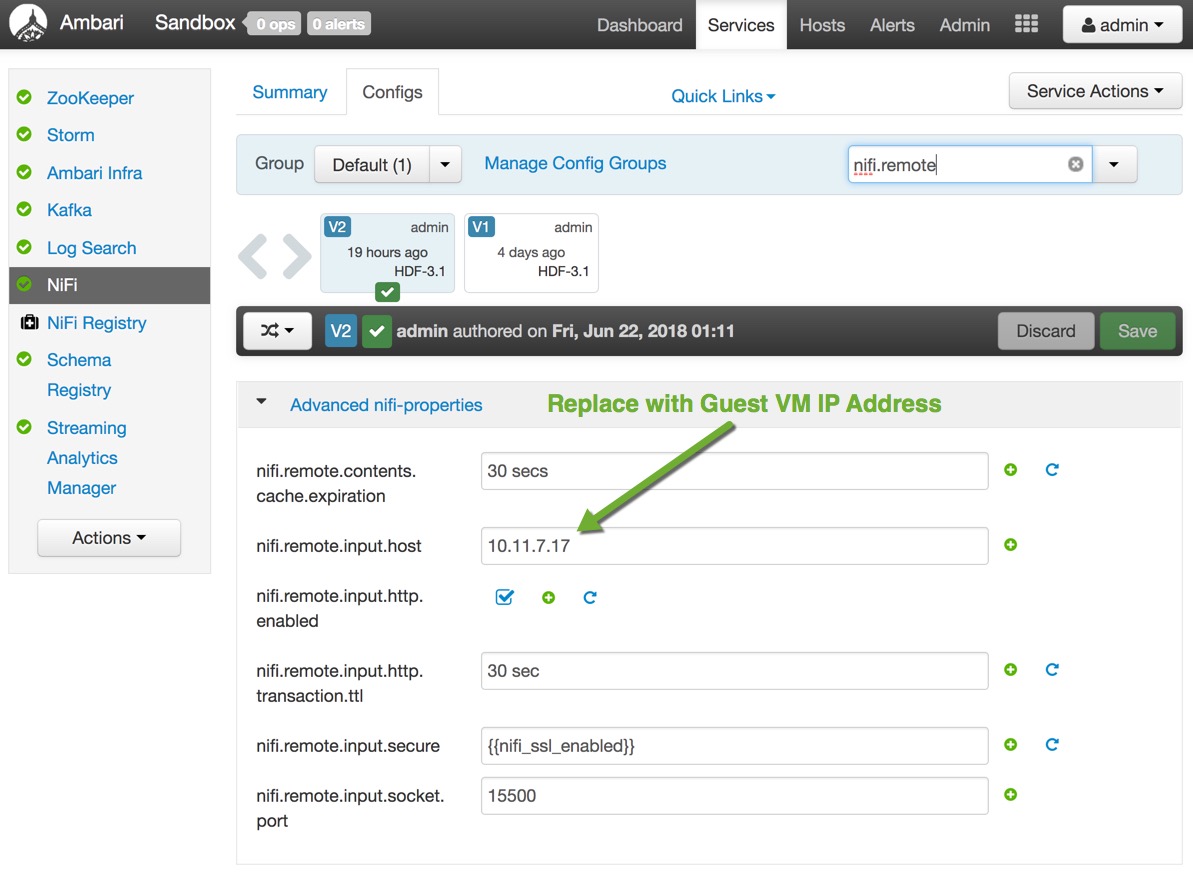 Ambari Sandbox 0 ops 0 alerts Dashboard Services Hosts Alerts Admin admin
ZooKeeper
Storm
Ambari Infra
Kafka
Log Search
NiFi
NiFi Registry
Schema
Registry
Streaming
Analytics
Manager
Actions
Summary Configs Quick Links Service Actions
Group Default (1) Manage Config Groups nifi.remote
V2 admin
19 hours ago
HDF-3.1
V1 admin
4 days ago
HDF-3.1
V2 admin authored on Fri, Jun 22, 2018 01:11 Discard Save
Advanced nifi-properties Replace with Guest VM IP Address
nifi.remote.contents.
cache.expiration
30 secs
nifi.remote.input.host 10.11.7.17
nifi.remote.input.http.
enabled
nifi.remote.input.http.
transaction.ttl
30 sec
nifi.remote.input.secure {{nifi_ssl_enabled}}
nifi.remote.input.socket.
port
15500